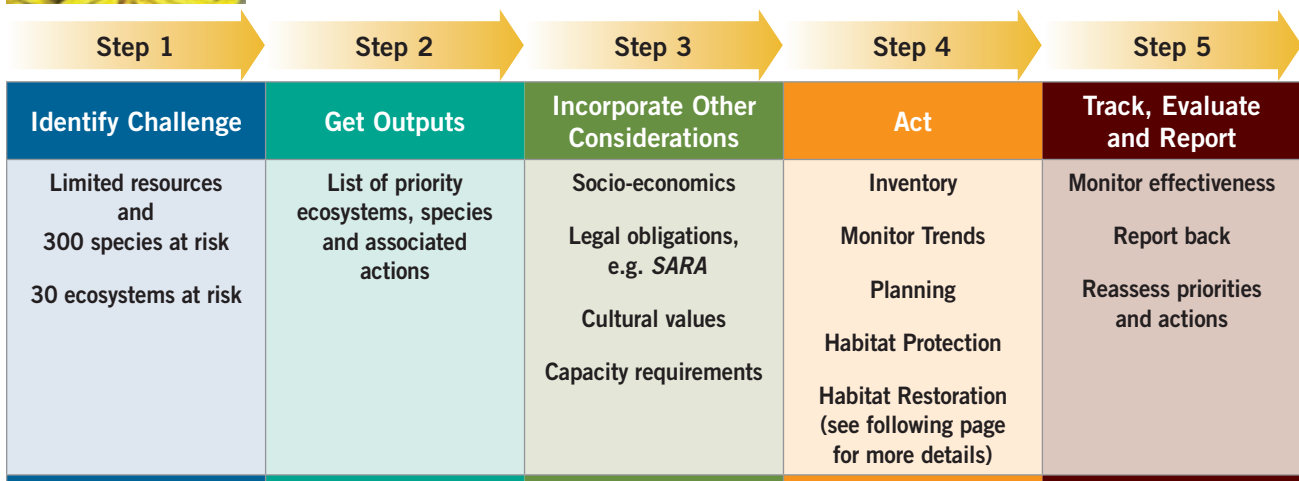 Step 1
Step 2
Step 3
Step 4
Step 5
Identify Challenge
Get Outputs
Incorporate Other
Considerations
Act
Track, Evaluate
and Report
Limited resources
and
300 species at risk
30 ecosystems at risk
List of priority
ecosystems, species
and associated
actions
Socio-economics
Legal obligations,
e.g. SARA
Cultural values
Capacity requirements
Inventory
Monitor Trends
Planning
Habitat Protection
Habitat Restoration
(see following page
for more details)
Monitor effectiveness
Report back
Reassess priorities
and actions